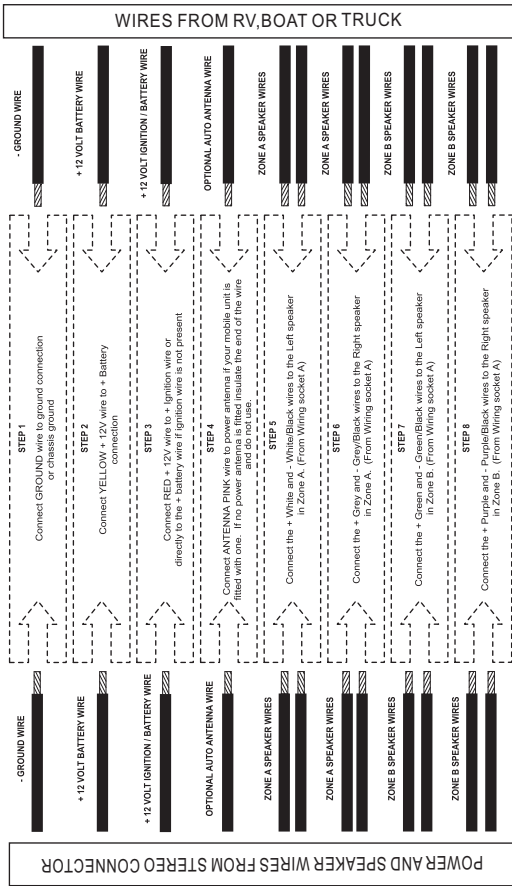 WIRES FROM RV,BOAT OR TRUCK
- GROUND WIRE
+ 12 VOLT BATTERY WIRE
+ 12 VOLT IGNITION / BATTERY WIRE
OPTIONAL AUTO ANTENNA WIRE
ZONE A SPEAKER WIRES
ZONE A SPEAKER WIRES
ZONE B SPEAKER WIRES
ZONE B SPEAKER WIRES
STEP 1
Connect GROUND wire to ground connection
or chassis ground
STEP 2
Connect YELLOW + 12V wire to + Battery
connection
STEP 3
Connect RED + 12V wire to + Ignition wire or
directly to the + battery wire if ignition wire is not present
STEP 4
Connect ANTENNA PINK wire to power antenna if your mobile unit is
fitted with one. If no power antenna is fitted insulate the end of the wire
and do not use.
STEP 5
Connect the + White and - White/Black wires to the Left speaker
in Zone A. (From Wiring socket A)
STEP 6
Connect the + Grey and - Grey/Black wires to the Right speaker
in Zone A. (From Wiring socket A)
STEP 7
Connect the + Green and - Green/Black wires to the Left speaker
in Zone B. (From Wiring socket A)
STEP 8
Connect the + Purple and - Purple/Black wires to the Right speaker
in Zone B. (From Wiring socket A)
- GROUND WIRE
+ 12 VOLT BATTERY WIRE
+ 12 VOLT IGNITION / BATTERY WIRE
OPTIONAL AUTO ANTENNA WIRE
ZONE A SPEAKER WIRES
ZONE A SPEAKER WIRES
ZONE B SPEAKER WIRES
ZONE B SPEAKER WIRES
POWER AND SPEAKER WIRES FROM STEREO CONNECTOR